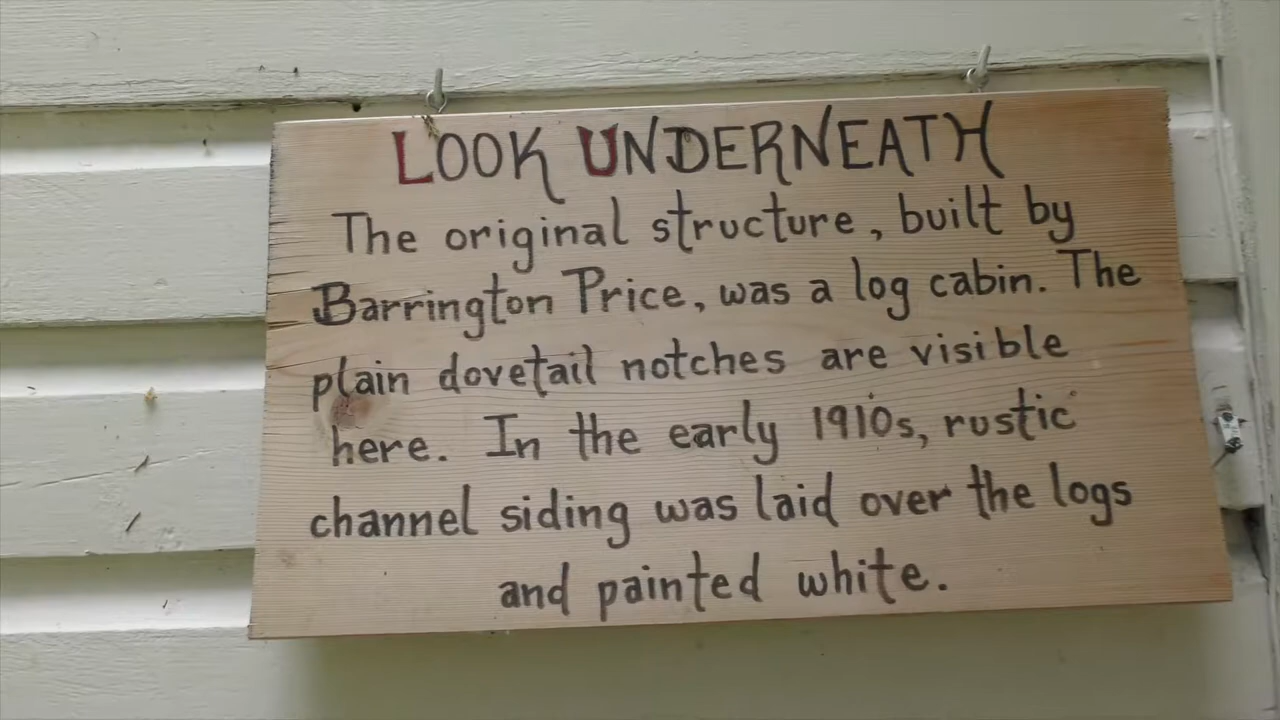 LOOK UNDERNEATH
The original structure, built by
Barrington Price, was a log cabin. The
plain dovetail notches are visible
here. In the early 1910s, rustic
channel siding was laid over the logs
and painted white.